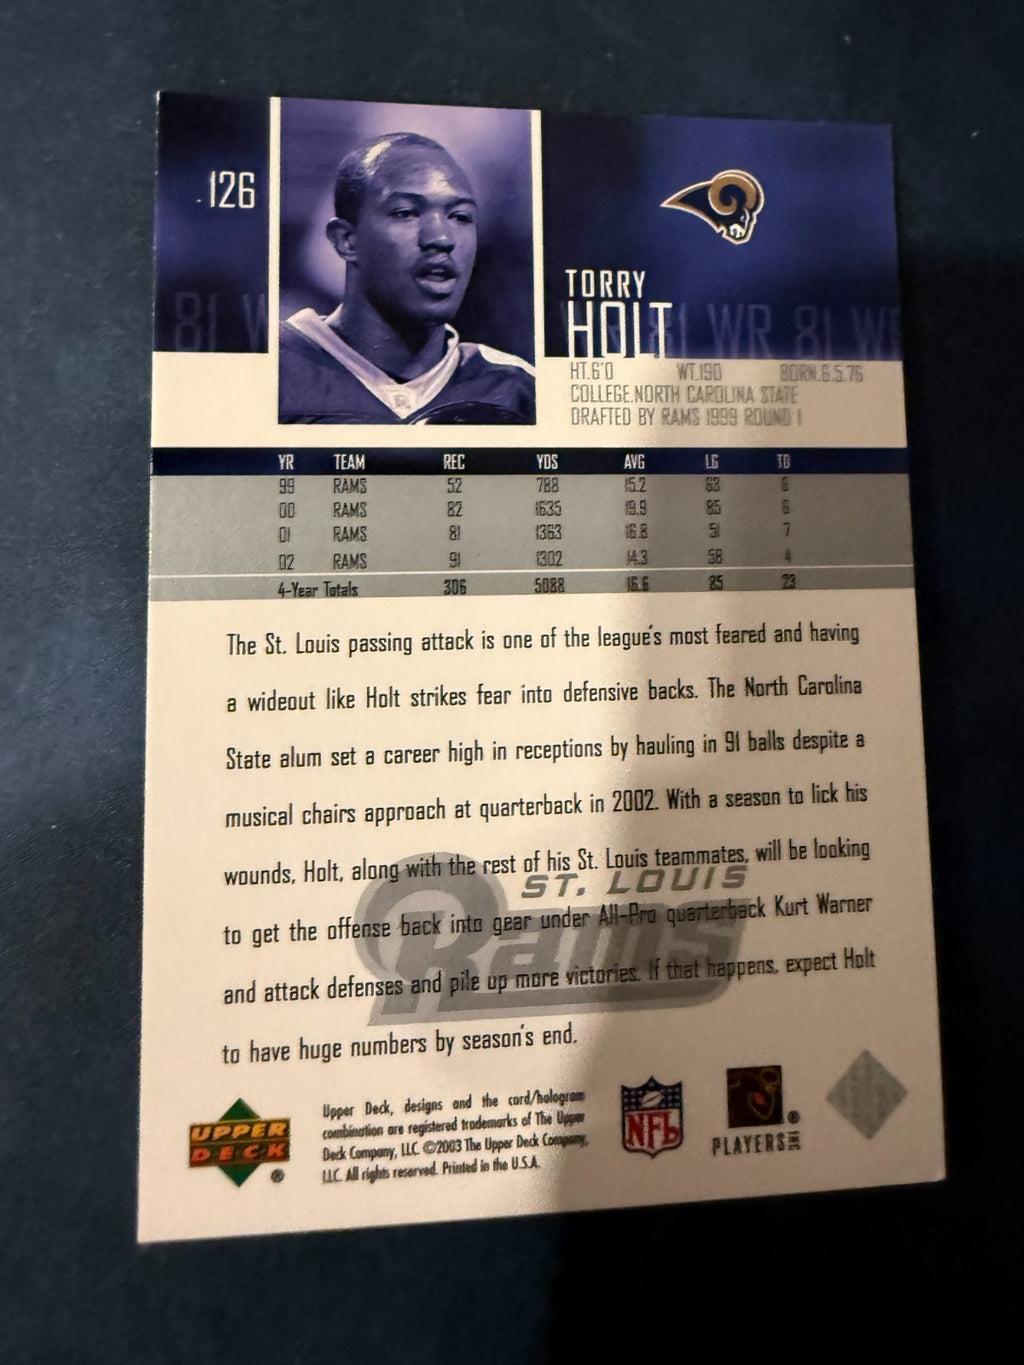 126
TORRY
HOLT
81 WR 81 WR 81 WR
HT.6'0 WT.190 BORN.6.5.76
COLLEGE.NORTH CAROLINA STATE
DRAFTED BY RAMS 1999 ROUND 1
YR TEAM REC YDS AVG LG TD
99 RAMS 52 788 15.2 63 6
00 RAMS 82 1635 19.9 85 6
01 RAMS 81 1363 16.8 51 7
02 RAMS 91 1302 14.3 58 4
4-Year Totals 306 5088 16.6 85 23
The St. Louis passing attack is one of the league's most feared and having
a wideout like Holt strikes fear into defensive backs. The North Carolina
State alum set a career high in receptions by hauling in 91 balls despite a
musical chairs approach at quarterback in 2002. With a season to lick his
wounds, Holt, along with the rest of his St. Louis teammates, will be looking
to get the offense back into gear under All-Pro quarterback Kurt Warner
and attack defenses and pile up more victories. If that happens, expect Holt
to have huge numbers by season's end.
ST. LOUIS
Rams
UPPER
DECK
®
Upper Deck, designs and the card/hologram
combination are registered trademarks of The Upper
Deck Company, LLC. ©2003 The Upper Deck Company,
LLC. All rights reserved. Printed in the U.S.A.
NFL
PLAYERS INC ®